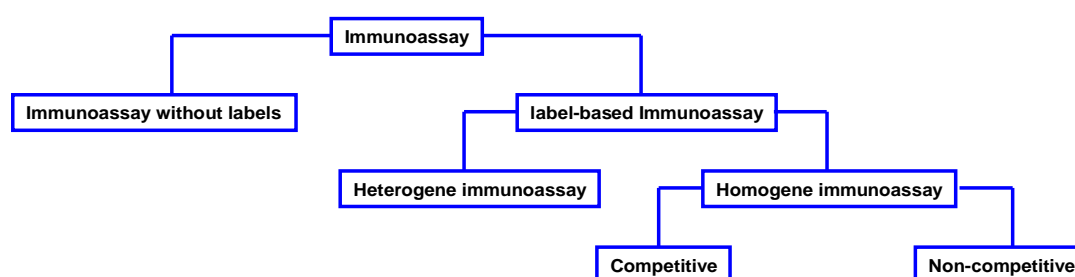 Immunoassay
Immunoassay without labels
label-based Immunoassay
Heterogene immunoassay
Homogene immunoassay
Competitive
Non-competitive